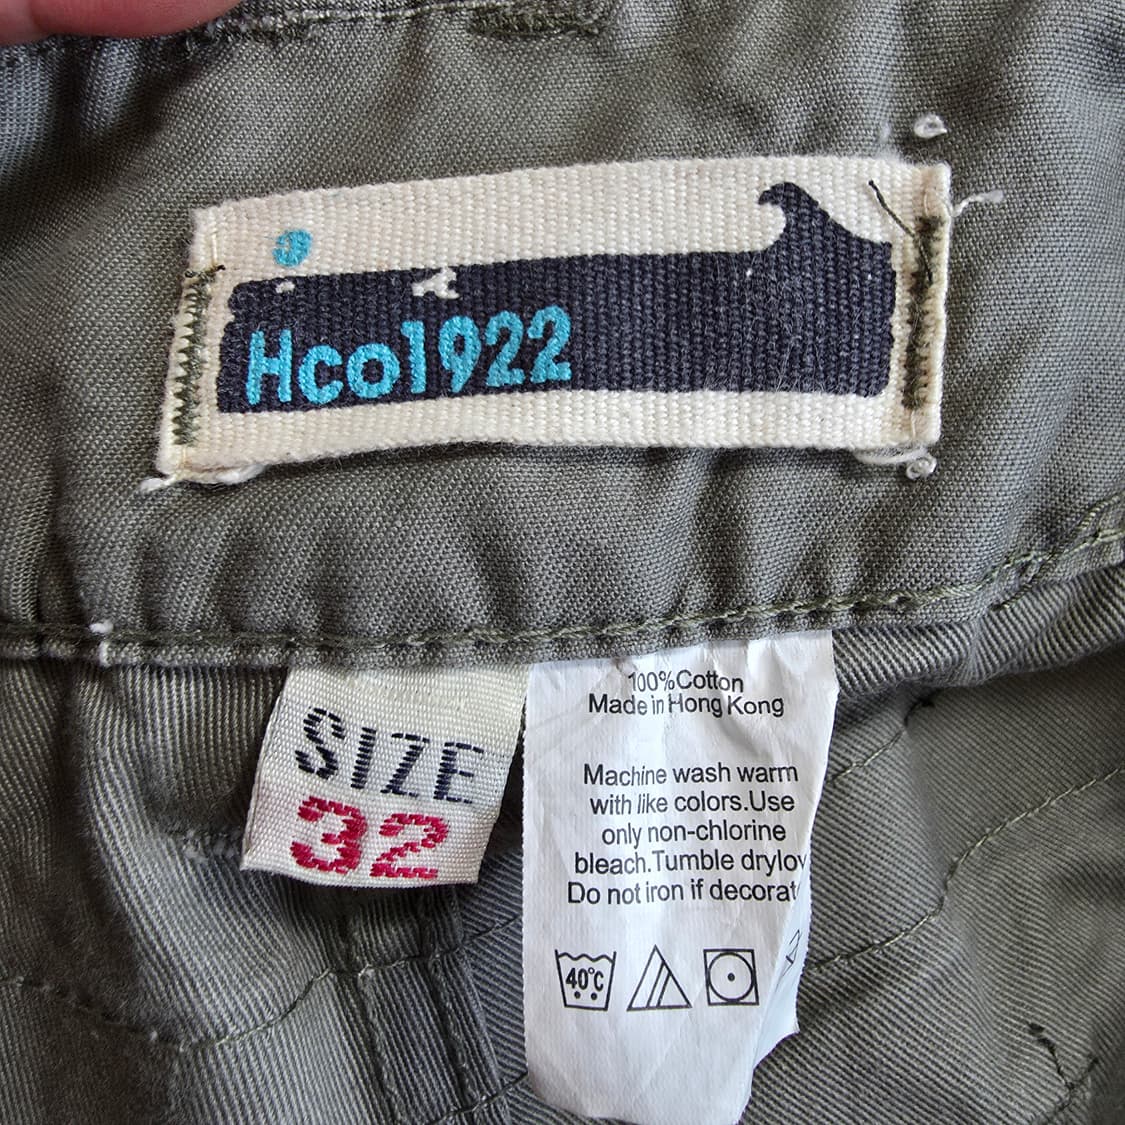 Hco1922
SIZE
32
100%Cotton
Made in Hong Kong
Machine wash warm
with like colors.Use
only non-chlorine
bleach.Tumble drylov
Do not iron if decorat
40°C